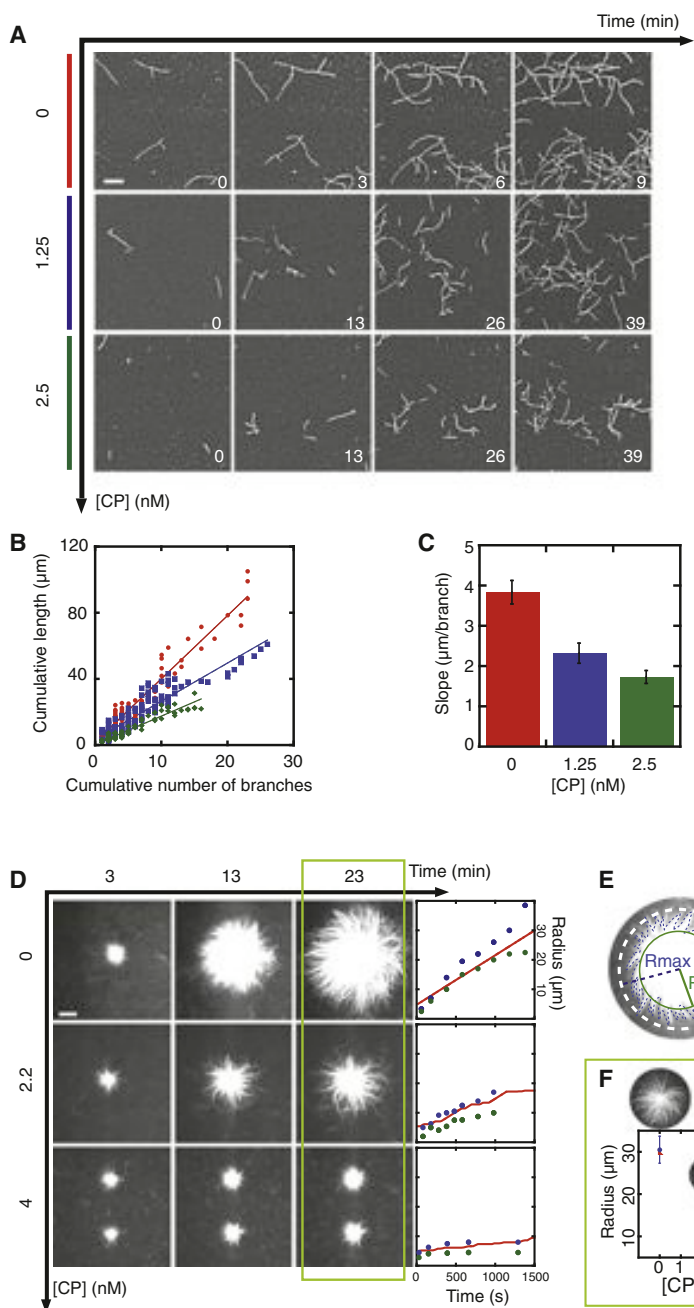 A
Time (min)
0
0
3
6
9
1.25
0
13
26
39
2.5
0
13
26
39
[CP] (nM)
B
120
80
40
0
Cumulative length (µm)
0
10
20
30
Cumulative number of branches
C
5
4
3
2
1
0
Slope (µm/branch)
0
1.25
2.5
[CP] (nM)
D
3
13
23
Time (min)
0
30
20
10
Radius (µm)
2.2
4
[CP] (nM)
0
500
1000
1500
Time (s)
E
Rmax
F
30
20
10
Radius (µm)
0
1
[CP